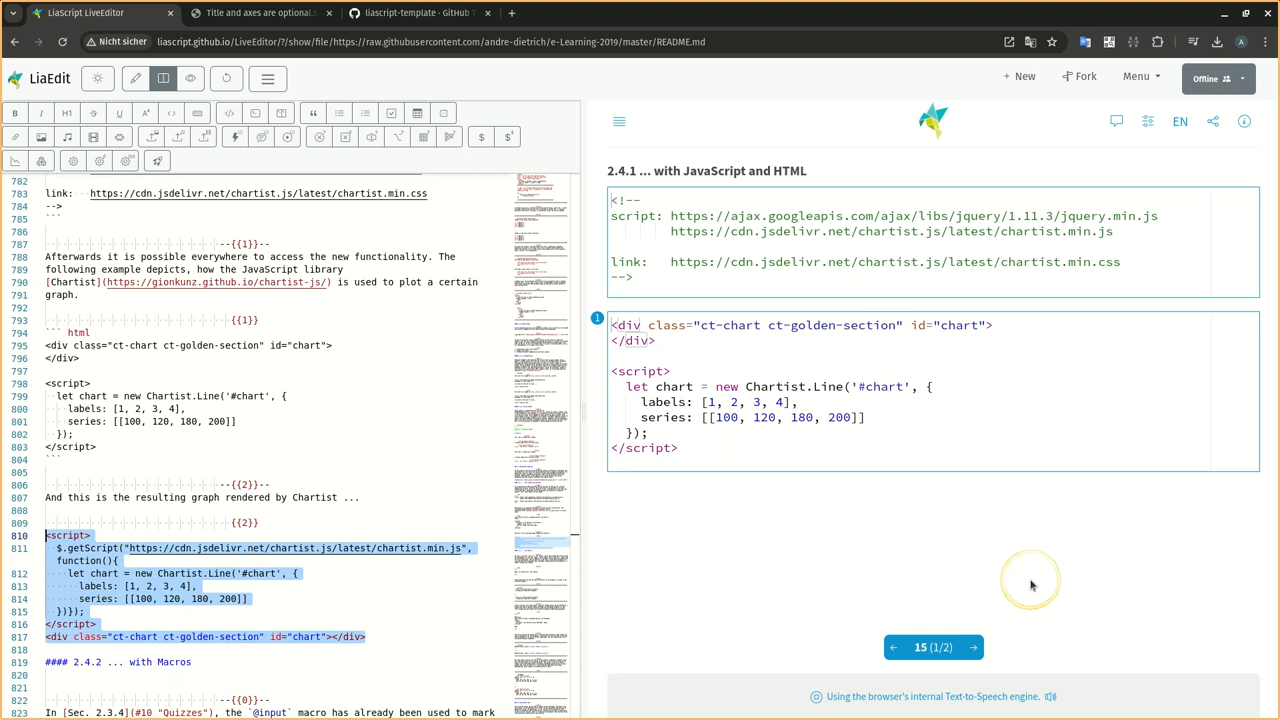 LiaScript LiveEditor
Title and axes are optional
liascript-template · GitHub T
Nicht sicher
liascript.github.io/LiveEditor/?/show/file/https://raw.githubusercontent.com/andre-dietrich/e-Learning-2019/master/README.md
LiaEdit
+ New
Fork
Menu
Offline
EN
782
783 link: https://cdn.jsdelivr.net/chartist.js/latest/chartist.min.css
784 -->
785 ```
786
787 --{{1}}--
788 Afterwards it is possible everywhere to access the new functionality. The
789 following example describes how the JavaScript library
790 [Chartist](https://gionkunz.github.io/chartist-js/) is used to plot a certain
791 graph.
792
793 {{1}}
794 ``` html
795 <div class="ct-chart ct-golden-section" id="chart">
796 </div>
797
798 <script>
799 let chart = new Chartist.Line('#chart', {
800 labels: [1, 2, 3, 4],
801 series: [[100, 120, 180, 200]]
802 });
803 </script>
804 ```
805
806 --{{2}}--
807 And the resulting interesting plot looks like Chartist ...
808
809 {{2}}
810 <script>
811 $.getScript("https://cdn.jsdelivr.net/chartist.js/latest/chartist.min.js",
function(){
812 let chart = new Chartist.Line('#chart', {
813 labels: [1, 2, 3, 4],
814 series: [[100, 120, 180, 200]]
815 })});
816 </script>
817 <div class="ct-chart ct-golden-section" id="chart"></div>
818
819 #### 2.4.2 ... with Macros
820
821 --{{0}}--
822
823 In [section 1](#10 "Quizzes"), the `@input` macro has already been used to mark
2.4.1 ... with JavaScript and HTML
<!--
script: https://ajax.googleapis.com/ajax/libs/jquery/1.11.3/jquery.min.js
https://cdn.jsdelivr.net/chartist.js/latest/chartist.min.js
link: https://cdn.jsdelivr.net/chartist.js/latest/chartist.min.css
-->
1
<div class="ct-chart ct-golden-section" id="chart">
</div>
<script>
let chart = new Chartist.Line('#chart', {
labels: [1, 2, 3, 4],
series: [[100, 120, 180, 200]]
});
</script>
← 15 (1/2) →
Using the browser's internal Text-to-Speech engine.